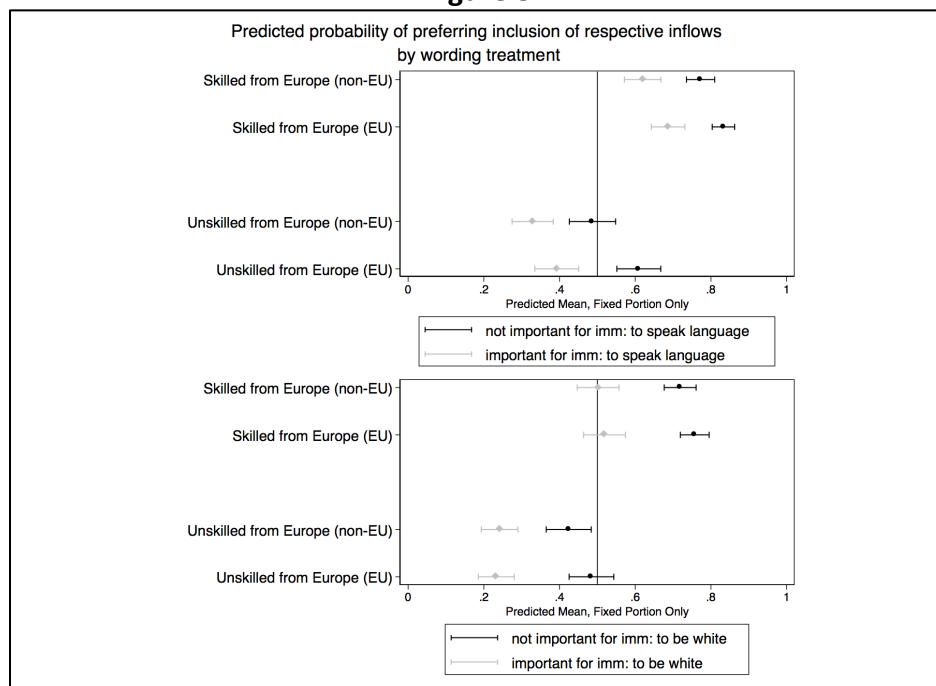 Predicted probability of preferring inclusion of respective inflows
by wording treatment
Skilled from Europe (non-EU)
Skilled from Europe (EU)
Unskilled from Europe (non-EU)
Unskilled from Europe (EU)
0 .2 .4 .6 .8 1
Predicted Mean, Fixed Portion Only
not important for imm: to speak language
important for imm: to speak language
Skilled from Europe (non-EU)
Skilled from Europe (EU)
Unskilled from Europe (non-EU)
Unskilled from Europe (EU)
0 .2 .4 .6 .8 1
Predicted Mean, Fixed Portion Only
not important for imm: to be white
important for imm: to be white